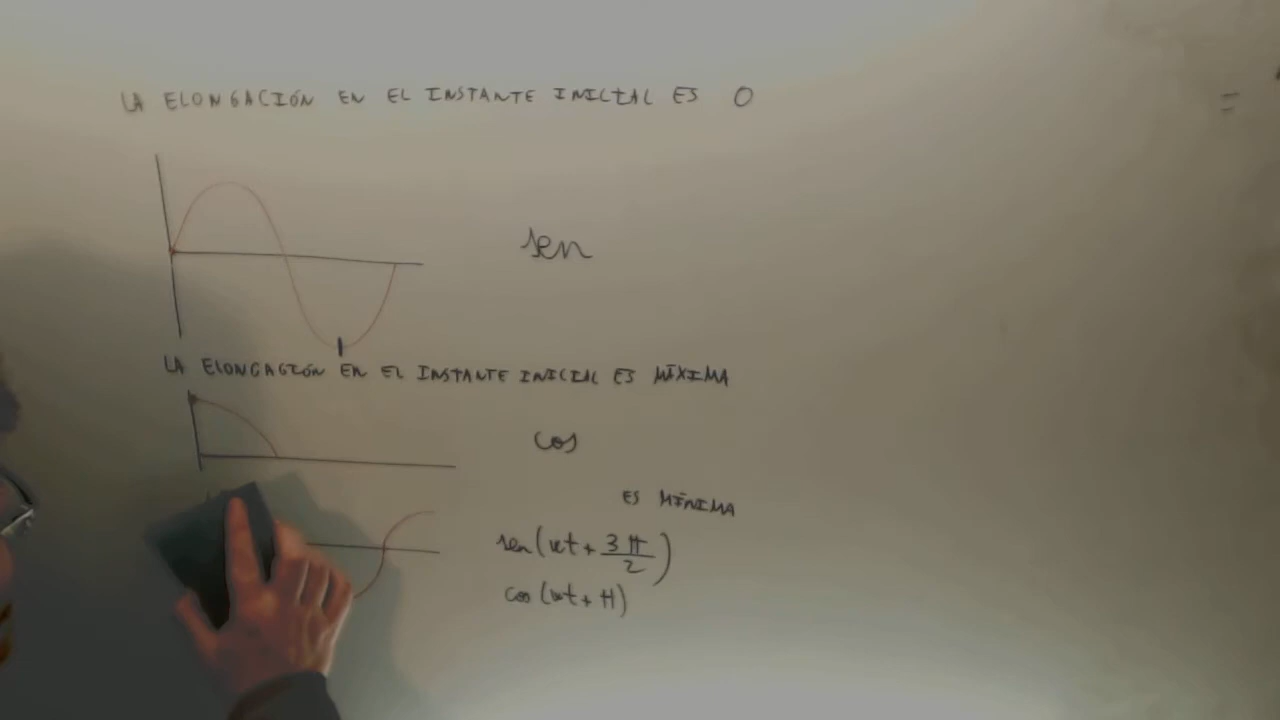 LA ELONGACIÓN EN EL INSTANTE INICIAL ES 0
sen
LA ELONGACIÓN EN EL INSTANTE INICIAL ES MÁXIMA
cos
ES MÍNIMA
sen(wt + 3π/2)
cos(wt + π)